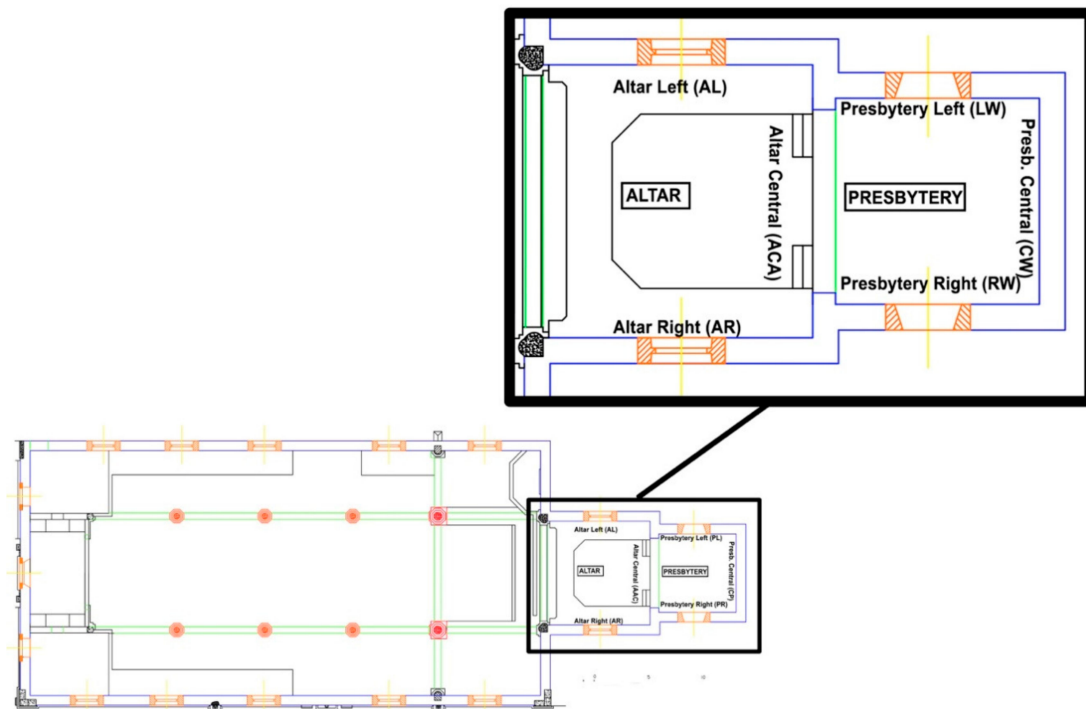 Altar Left (AL)
Presbytery Left (LW)
Altar Central (ACA)
Presb. Central (CW)
ALTAR
PRESBYTERY
Presbytery Right (RW)
Altar Right (AR)
Altar Left (AL)
Presbytery Left (PL)
Altar Central (AAC)
Presb. Central (CP)
ALTAR
PRESBYTERY
Presbytery Right (PR)
Altar Right (AR)